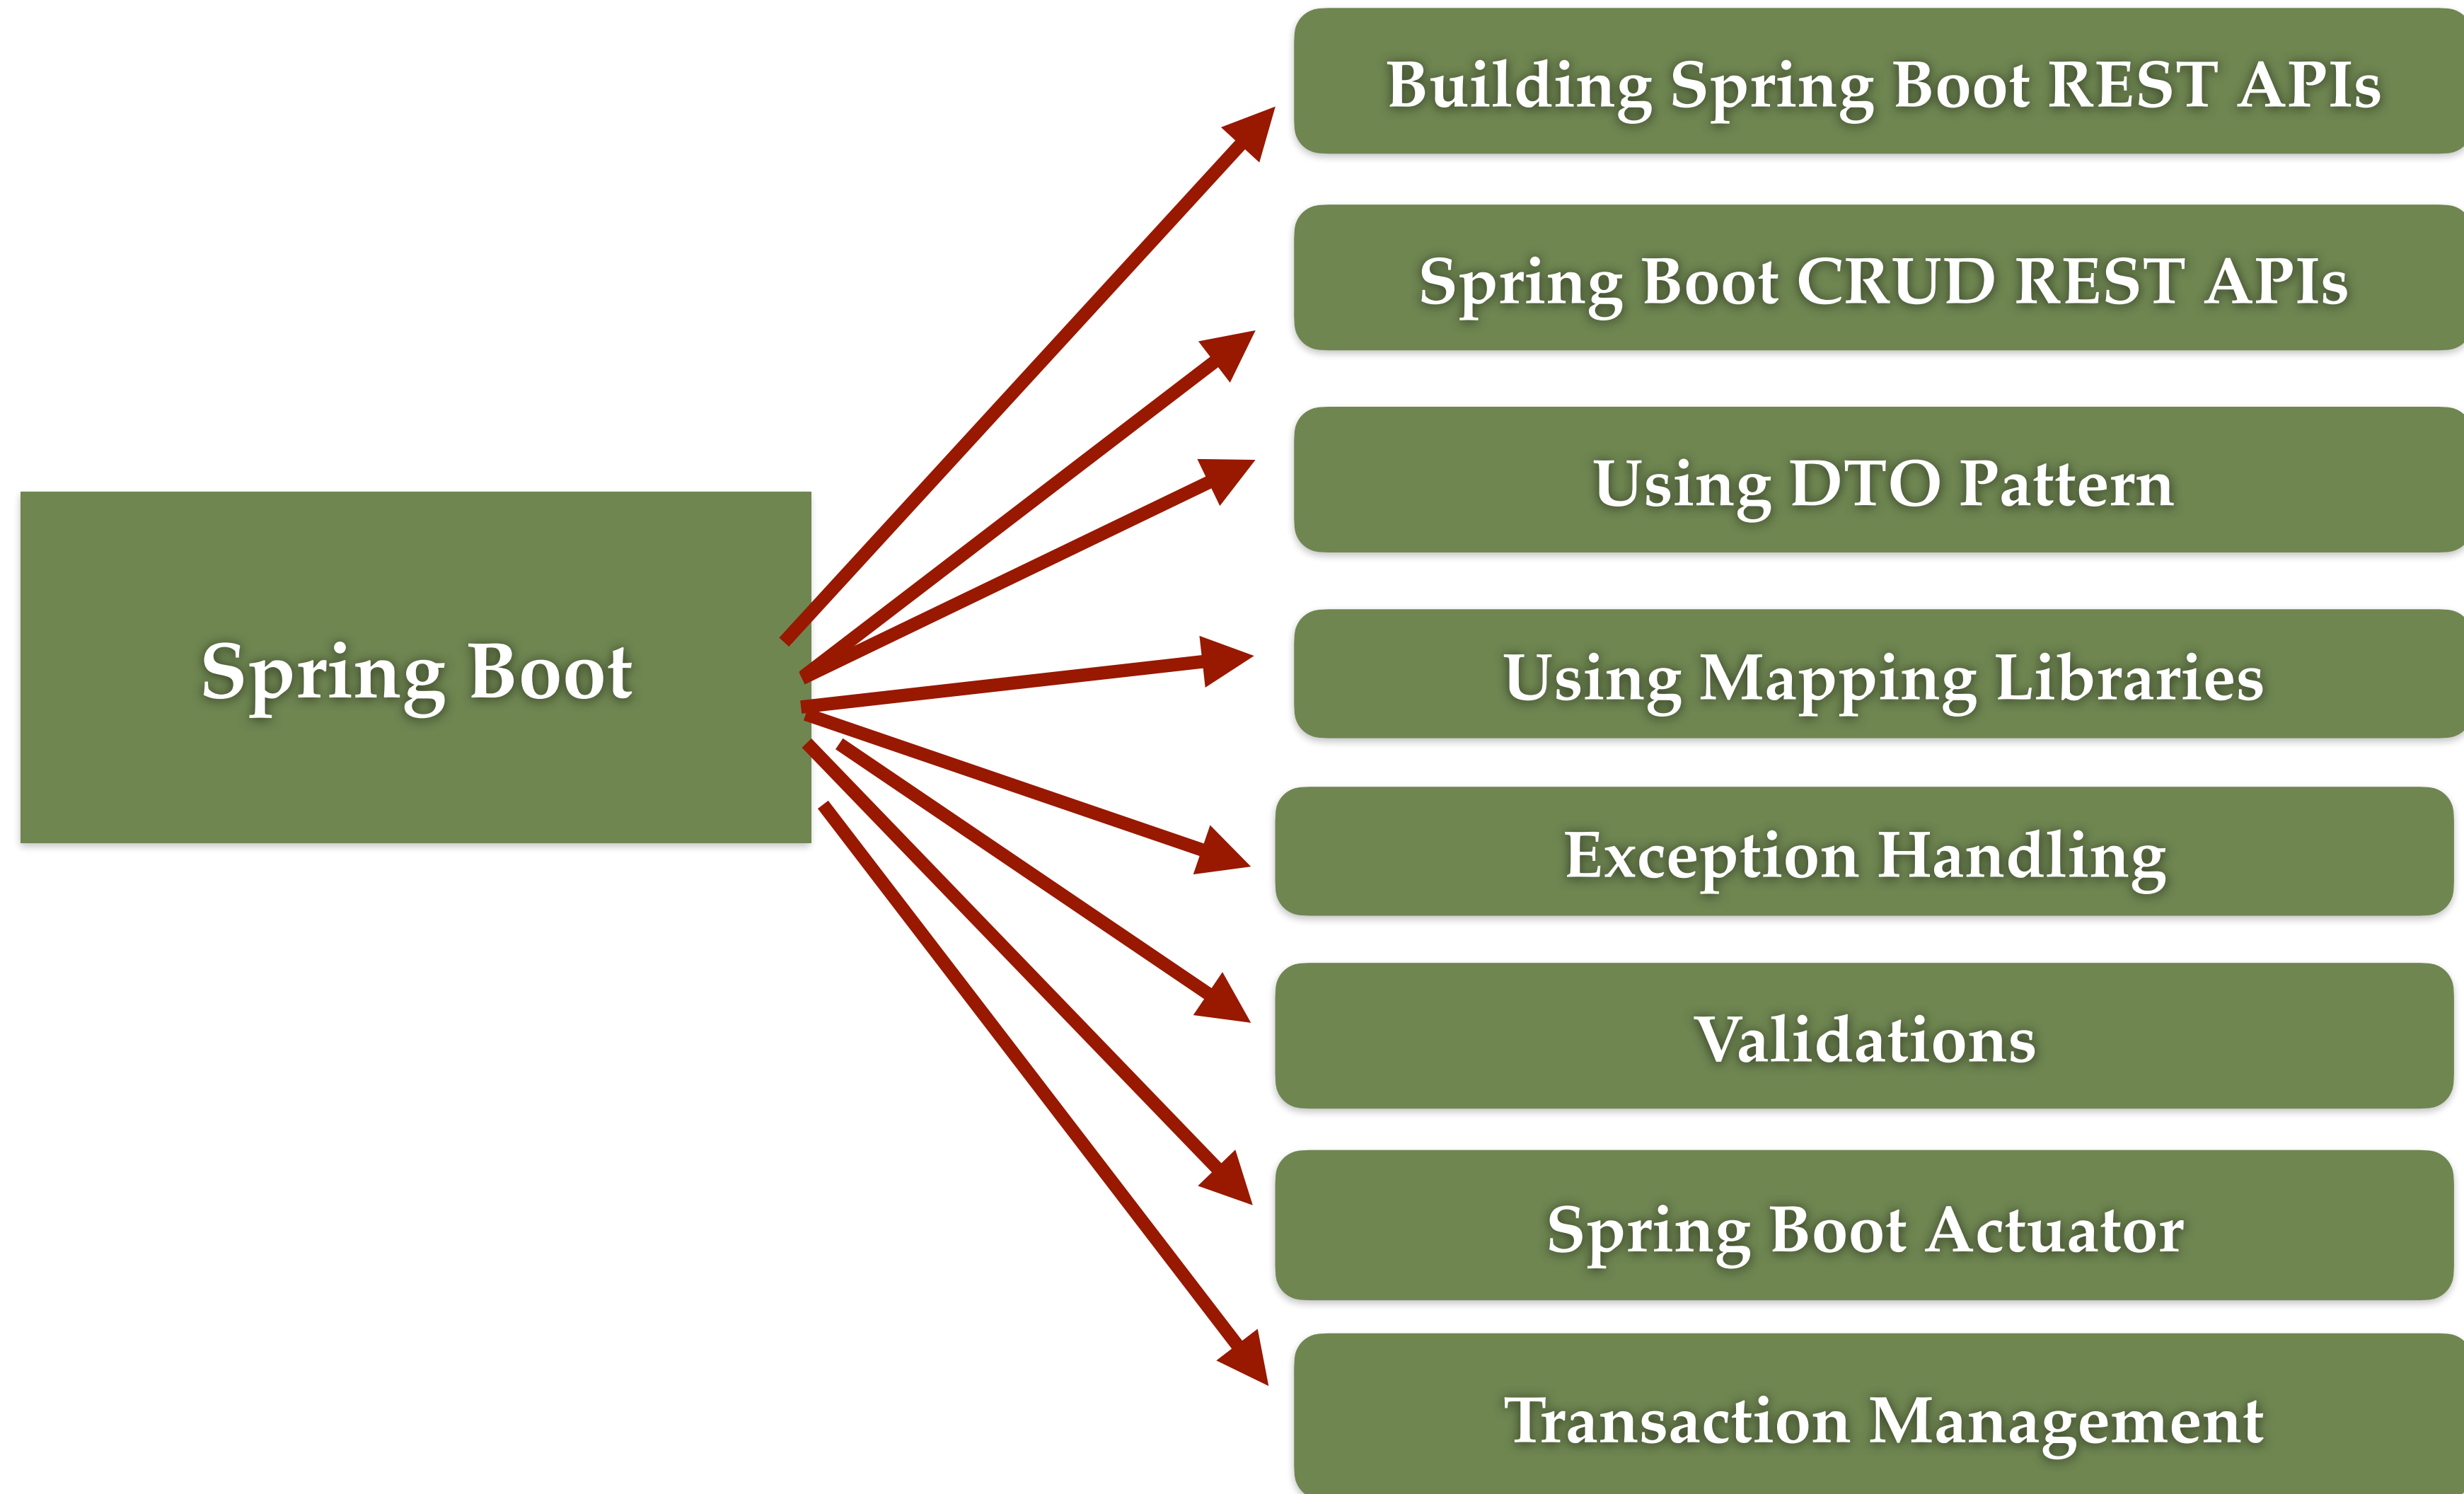 Spring Boot
Building Spring Boot REST APIs
Spring Boot CRUD REST APIs
Using DTO Pattern
Using Mapping Libraries
Exception Handling
Validations
Spring Boot Actuator
Transaction Management